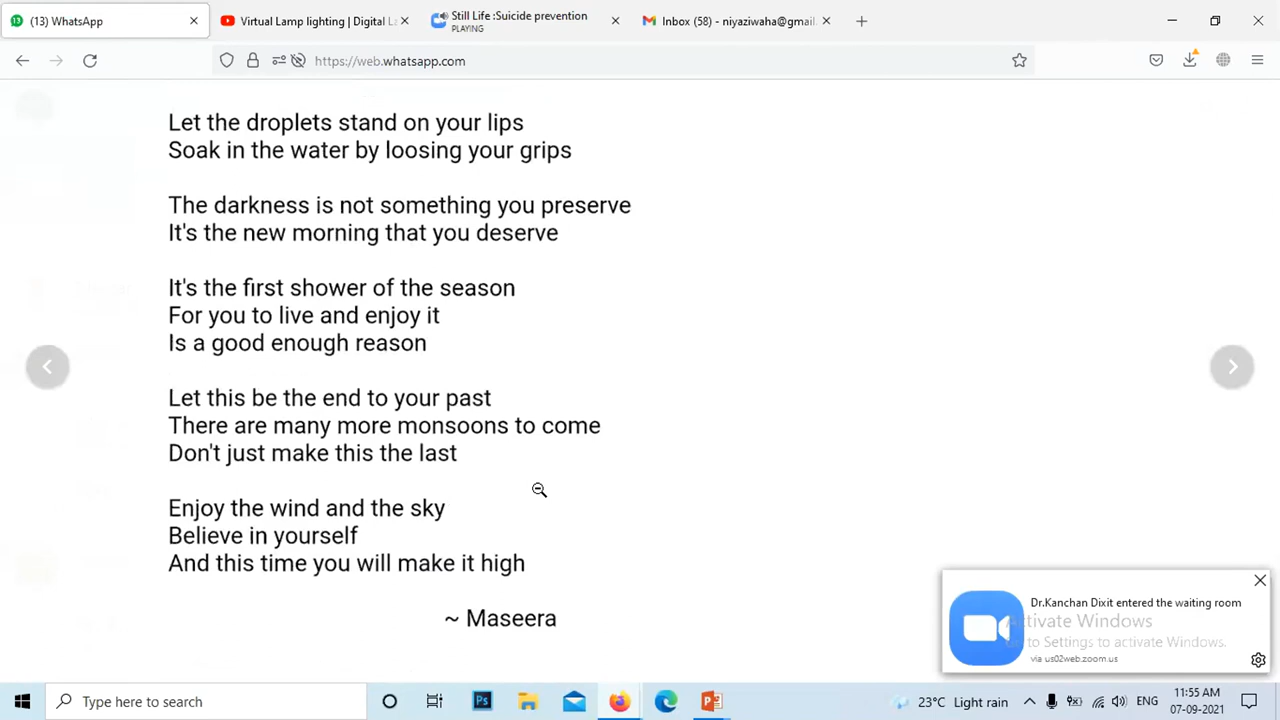 (13) WhatsApp
Virtual Lamp lighting | Digital L
Still Life :Suicide prevention
PLAYING
Inbox (58) - niyaziwaha@gmail.
https://web.whatsapp.com
Let the droplets stand on your lips
Soak in the water by loosing your grips
The darkness is not something you preserve
It's the new morning that you deserve
It's the first shower of the season
For you to live and enjoy it
Is a good enough reason
Let this be the end to your past
There are many more monsoons to come
Don't just make this the last
Enjoy the wind and the sky
Believe in yourself
And this time you will make it high
~ Maseera
Dr.Kanchan Dixit entered the waiting room
Activate Windows
Go to Settings to activate Windows.
via us02web.zoom.us
Type here to search
23°C Light rain
ENG
11:55 AM
07-09-2021